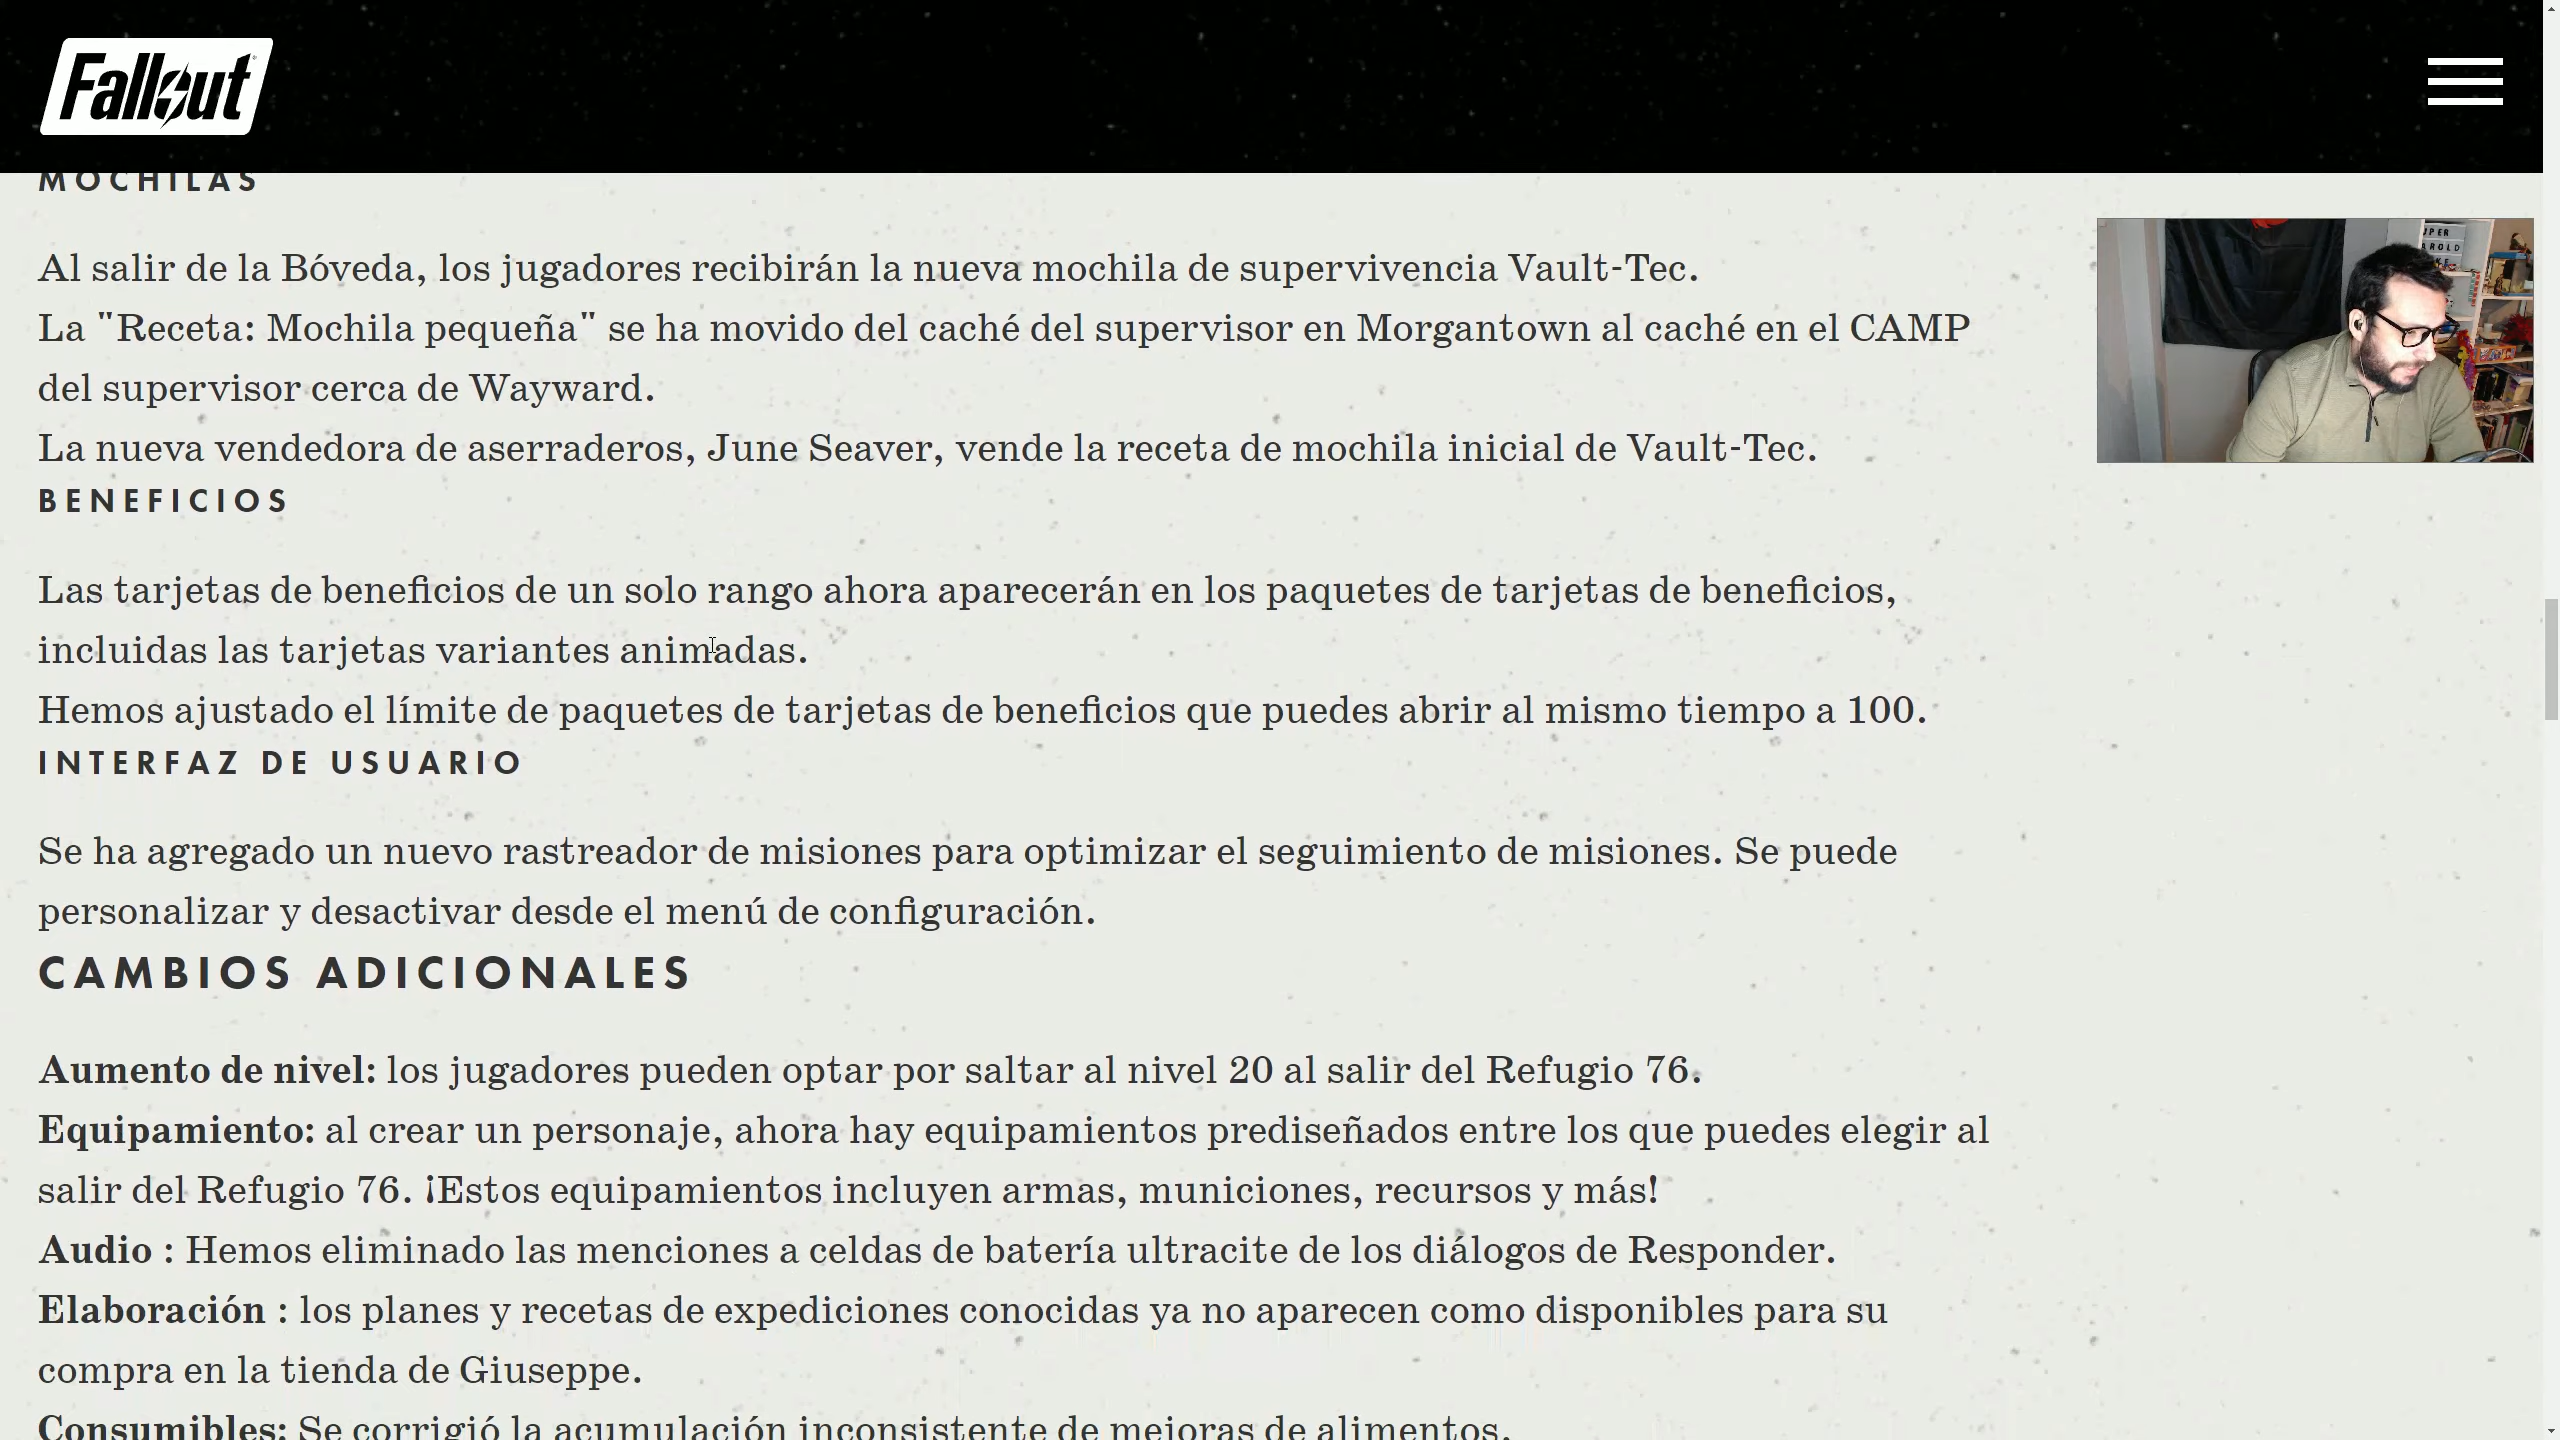 Fallout
MOCHILAS
Al salir de la Bóveda, los jugadores recibirán la nueva mochila de supervivencia Vault-Tec.
La "Receta: Mochila pequeña" se ha movido del caché del supervisor en Morgantown al caché en el CAMP
del supervisor cerca de Wayward.
La nueva vendedora de aserraderos, June Seaver, vende la receta de mochila inicial de Vault-Tec.
BENEFICIOS
Las tarjetas de beneficios de un solo rango ahora aparecerán en los paquetes de tarjetas de beneficios,
incluidas las tarjetas variantes animadas.
Hemos ajustado el límite de paquetes de tarjetas de beneficios que puedes abrir al mismo tiempo a 100.
INTERFAZ DE USUARIO
Se ha agregado un nuevo rastreador de misiones para optimizar el seguimiento de misiones. Se puede
personalizar y desactivar desde el menú de configuración.
CAMBIOS ADICIONALES
Aumento de nivel: los jugadores pueden optar por saltar al nivel 20 al salir del Refugio 76.
Equipamiento: al crear un personaje, ahora hay equipamientos prediseñados entre los que puedes elegir al
salir del Refugio 76. ¡Estos equipamientos incluyen armas, municiones, recursos y más!
Audio : Hemos eliminado las menciones a celdas de batería ultracite de los diálogos de Responder.
Elaboración : los planes y recetas de expediciones conocidas ya no aparecen como disponibles para su
compra en la tienda de Giuseppe.
Consumibles: Se corrigió la acumulación inconsistente de mejoras de alimentos.